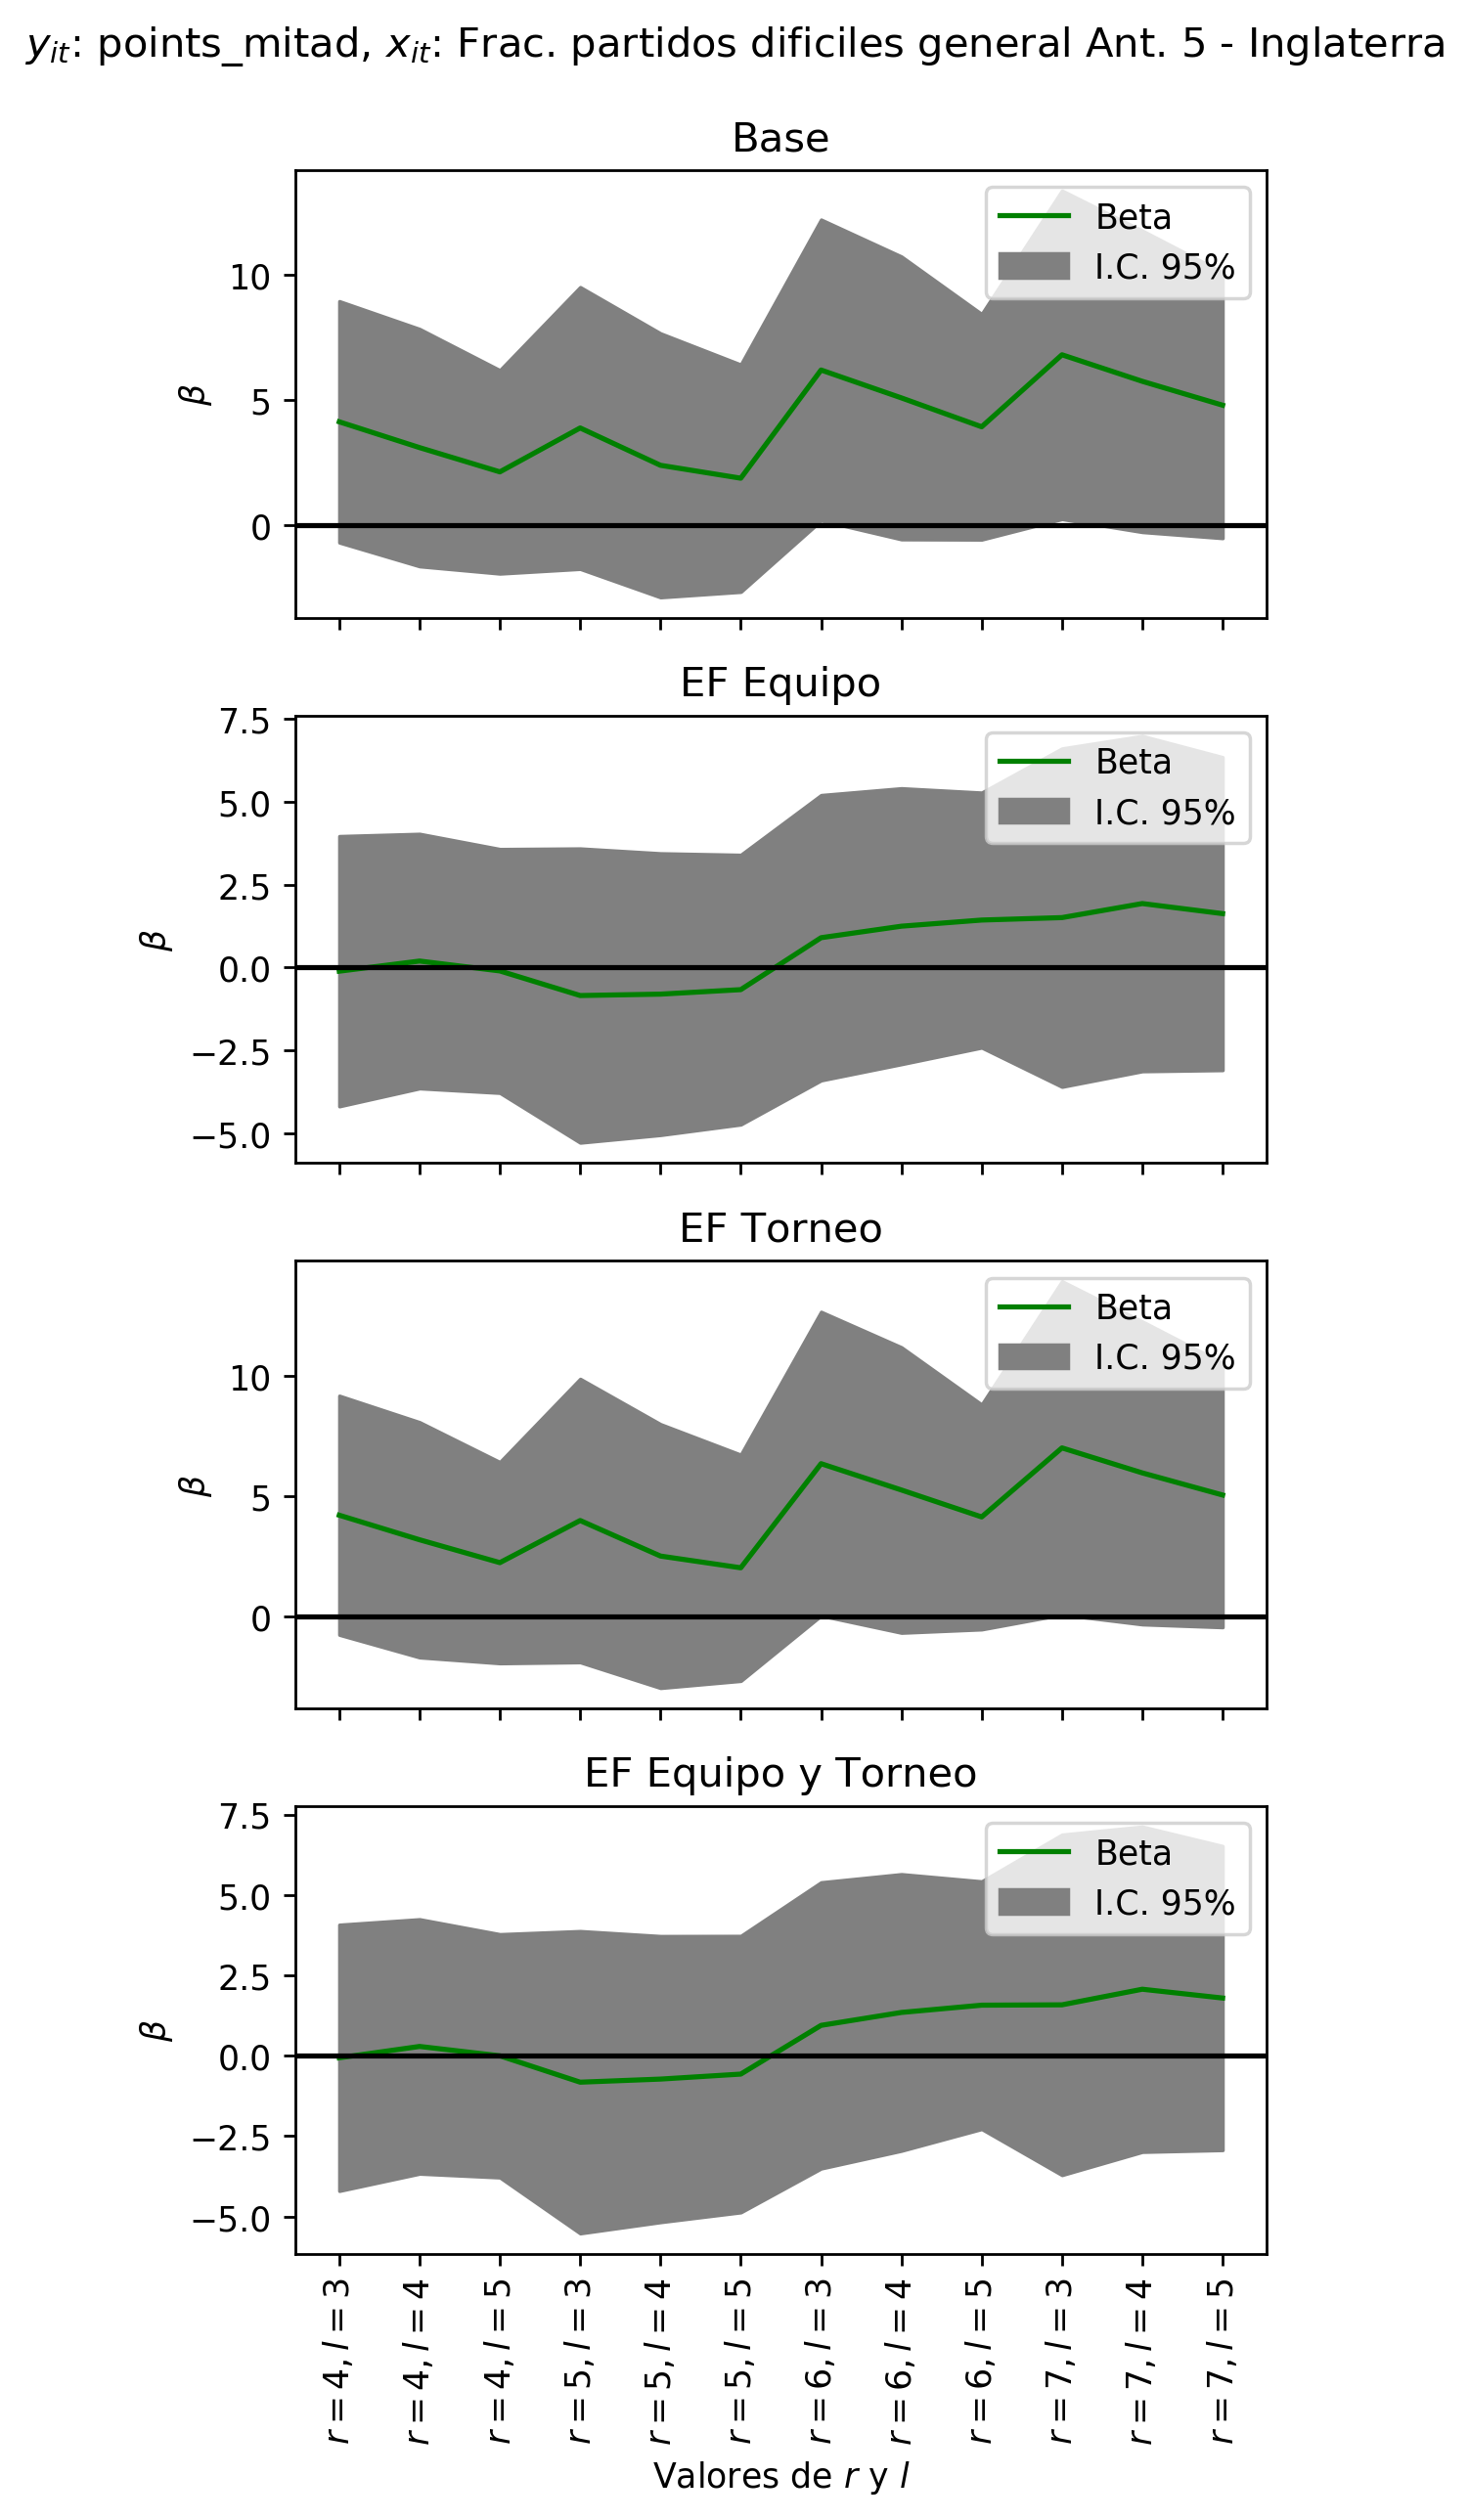 y_it: points_mitad, x_it: Frac. partidos dificiles general Ant. 5 - Inglaterra
Base
Beta
I.C. 95%
10
5
0
β
EF Equipo
Beta
I.C. 95%
7.5
5.0
2.5
0.0
−2.5
−5.0
β
EF Torneo
Beta
I.C. 95%
10
5
0
β
EF Equipo y Torneo
Beta
I.C. 95%
7.5
5.0
2.5
0.0
−2.5
−5.0
β
r = 4, l = 3
r = 4, l = 4
r = 4, l = 5
r = 5, l = 3
r = 5, l = 4
r = 5, l = 5
r = 6, l = 3
r = 6, l = 4
r = 6, l = 5
r = 7, l = 3
r = 7, l = 4
r = 7, l = 5
Valores de r y l